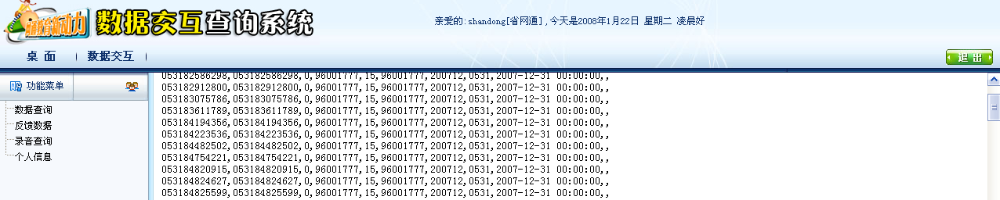 教育新动力
数据交互查询系统
亲爱的:shandong[省网通],今天是2008年1月22日 星期二 凌晨好
桌 面
数据交互
退 出
功能菜单
数据查询
反馈数据
录音查询
个人信息
053182586298,053182586298,0,96001777,15,96001777,200712,0531,2007-12-31 00:00:00,,
053182912800,053182912800,0,96001777,15,96001777,200712,0531,2007-12-31 00:00:00,,
053183075786,053183075786,0,96001777,15,96001777,200712,0531,2007-12-31 00:00:00,,
053183611789,053183611789,0,96001777,15,96001777,200712,0531,2007-12-31 00:00:00,,
053184194356,053184194356,0,96001777,15,96001777,200712,0531,2007-12-31 00:00:00,,
053184223536,053184223536,0,96001777,15,96001777,200712,0531,2007-12-31 00:00:00,,
053184482502,053184482502,0,96001777,15,96001777,200712,0531,2007-12-31 00:00:00,,
053184754221,053184754221,0,96001777,15,96001777,200712,0531,2007-12-31 00:00:00,,
053184820915,053184820915,0,96001777,15,96001777,200712,0531,2007-12-31 00:00:00,,
053184824627,053184824627,0,96001777,15,96001777,200712,0531,2007-12-31 00:00:00,,
053184825599,053184825599,0,96001777,15,96001777,200712,0531,2007-12-31 00:00:00,,